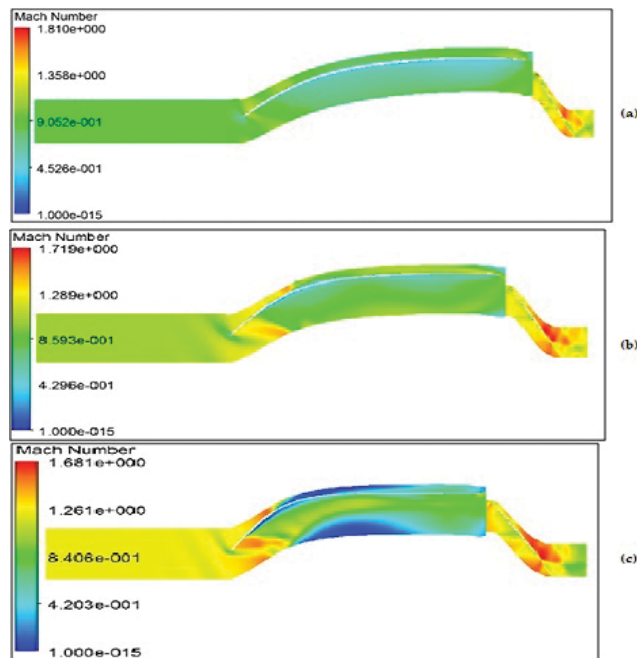 Mach Number
1.810e+000
1.358e+000
9.052e-001
4.526e-001
1.000e-015
(a)
Mach Number
1.719e+000
1.289e+000
8.593e-001
4.296e-001
1.000e-015
(b)
Mach Number
1.681e+000
1.261e+000
8.406e-001
4.203e-001
1.000e-015
(c)